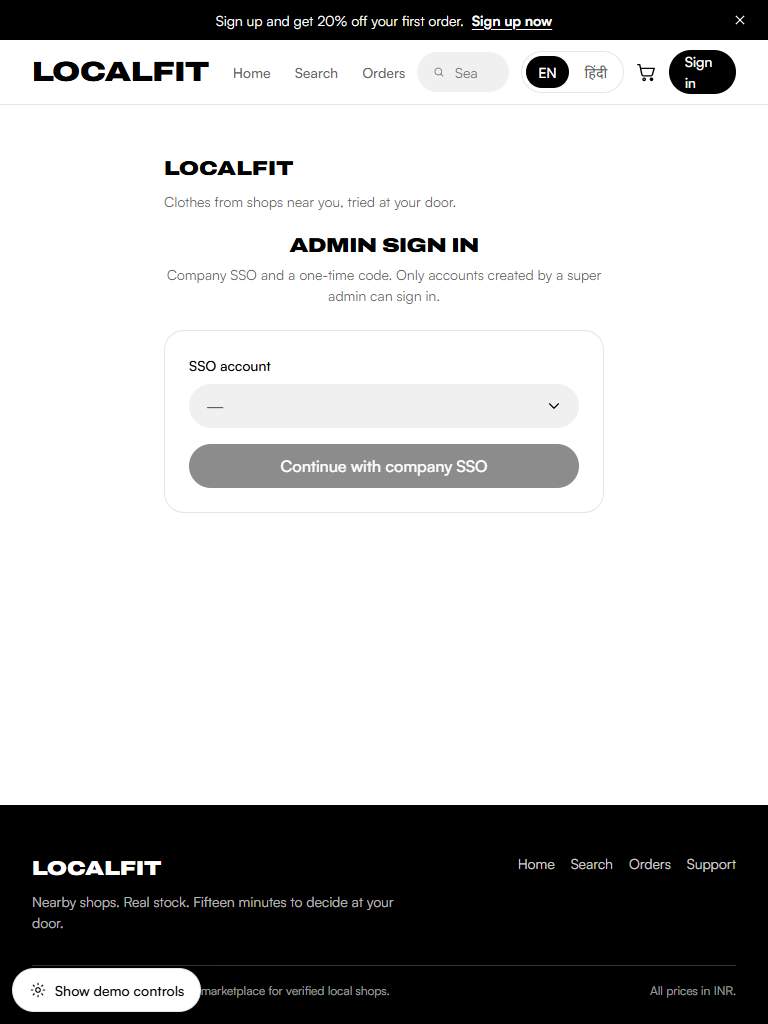 Sign up and get 20% off your first order. Sign up now
LOCALFIT
Home
Search
Orders
Sea
EN
हिंदी
Sign
in
LOCALFIT
Clothes from shops near you, tried at your door.
ADMIN SIGN IN
Company SSO and a one-time code. Only accounts created by a super
admin can sign in.
SSO account
—
Continue with company SSO
LOCALFIT
Nearby shops. Real stock. Fifteen minutes to decide at your
door.
Home
Search
Orders
Support
Show demo controls
marketplace for verified local shops.
All prices in INR.